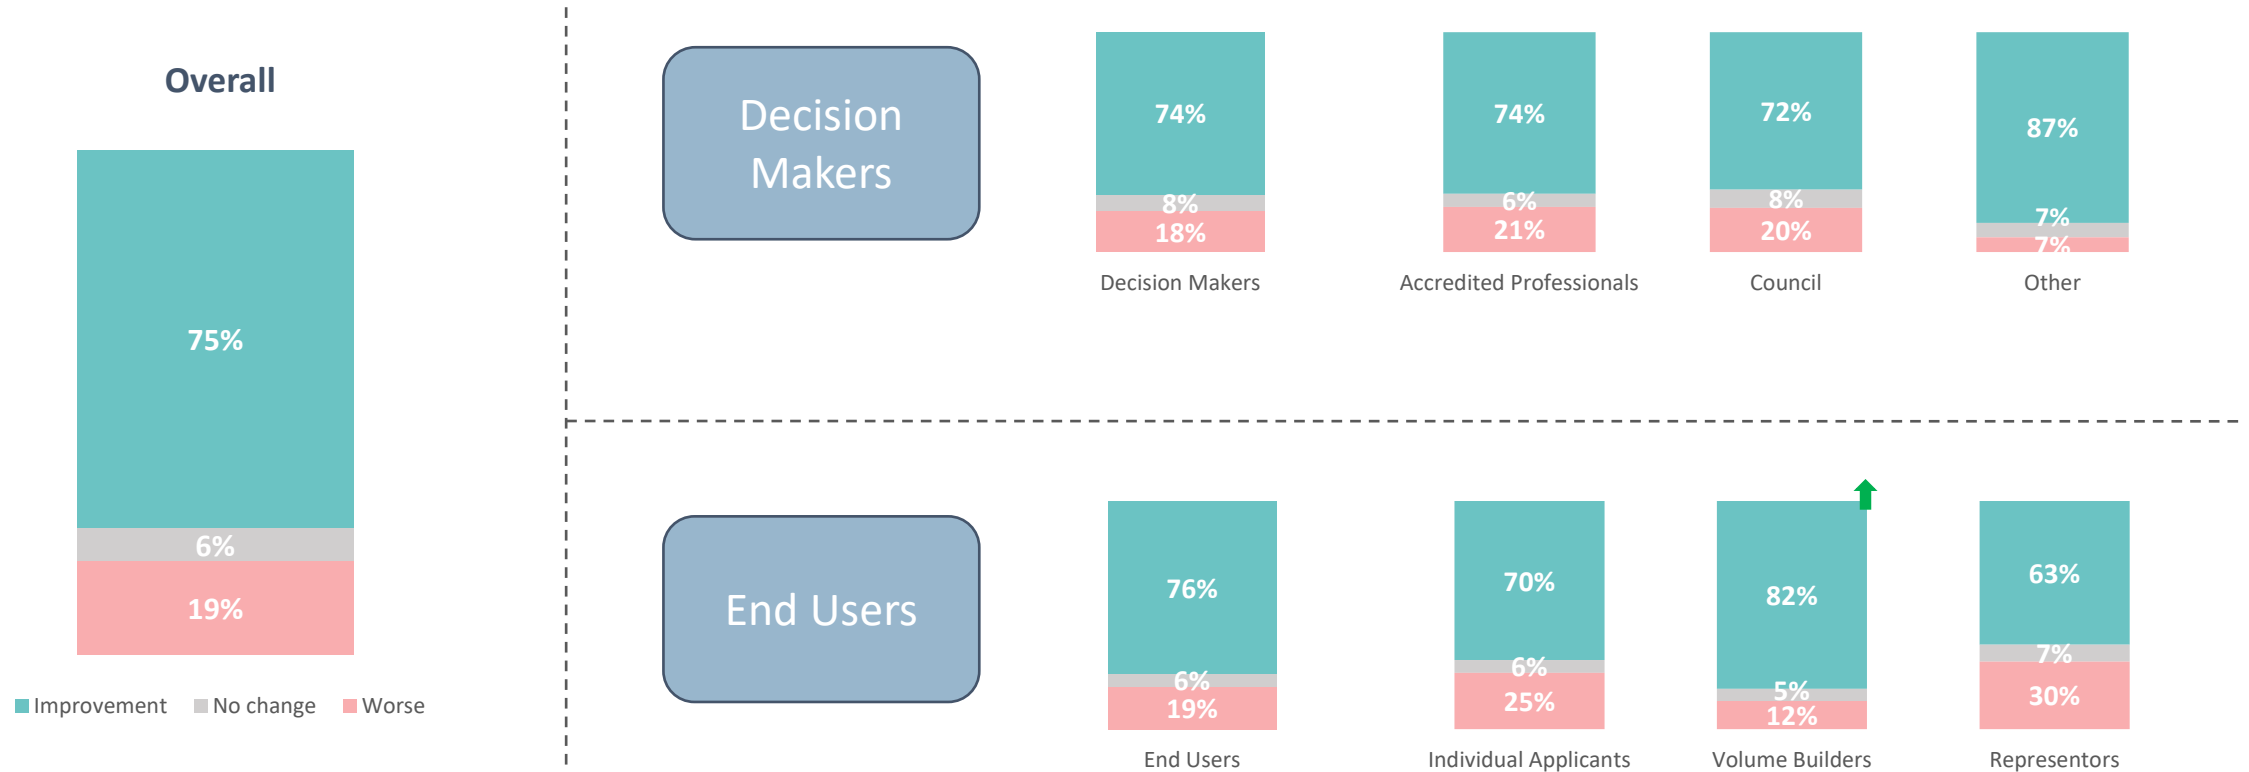 Overall
75%
6%
19%
Improvement
No change
Worse
Decision
Makers
74%
8%
18%
Decision Makers
74%
6%
21%
Accredited Professionals
72%
8%
20%
Council
87%
7%
7%
Other
End Users
76%
6%
19%
End Users
70%
6%
25%
Individual Applicants
82%
5%
12%
Volume Builders
63%
7%
30%
Representors